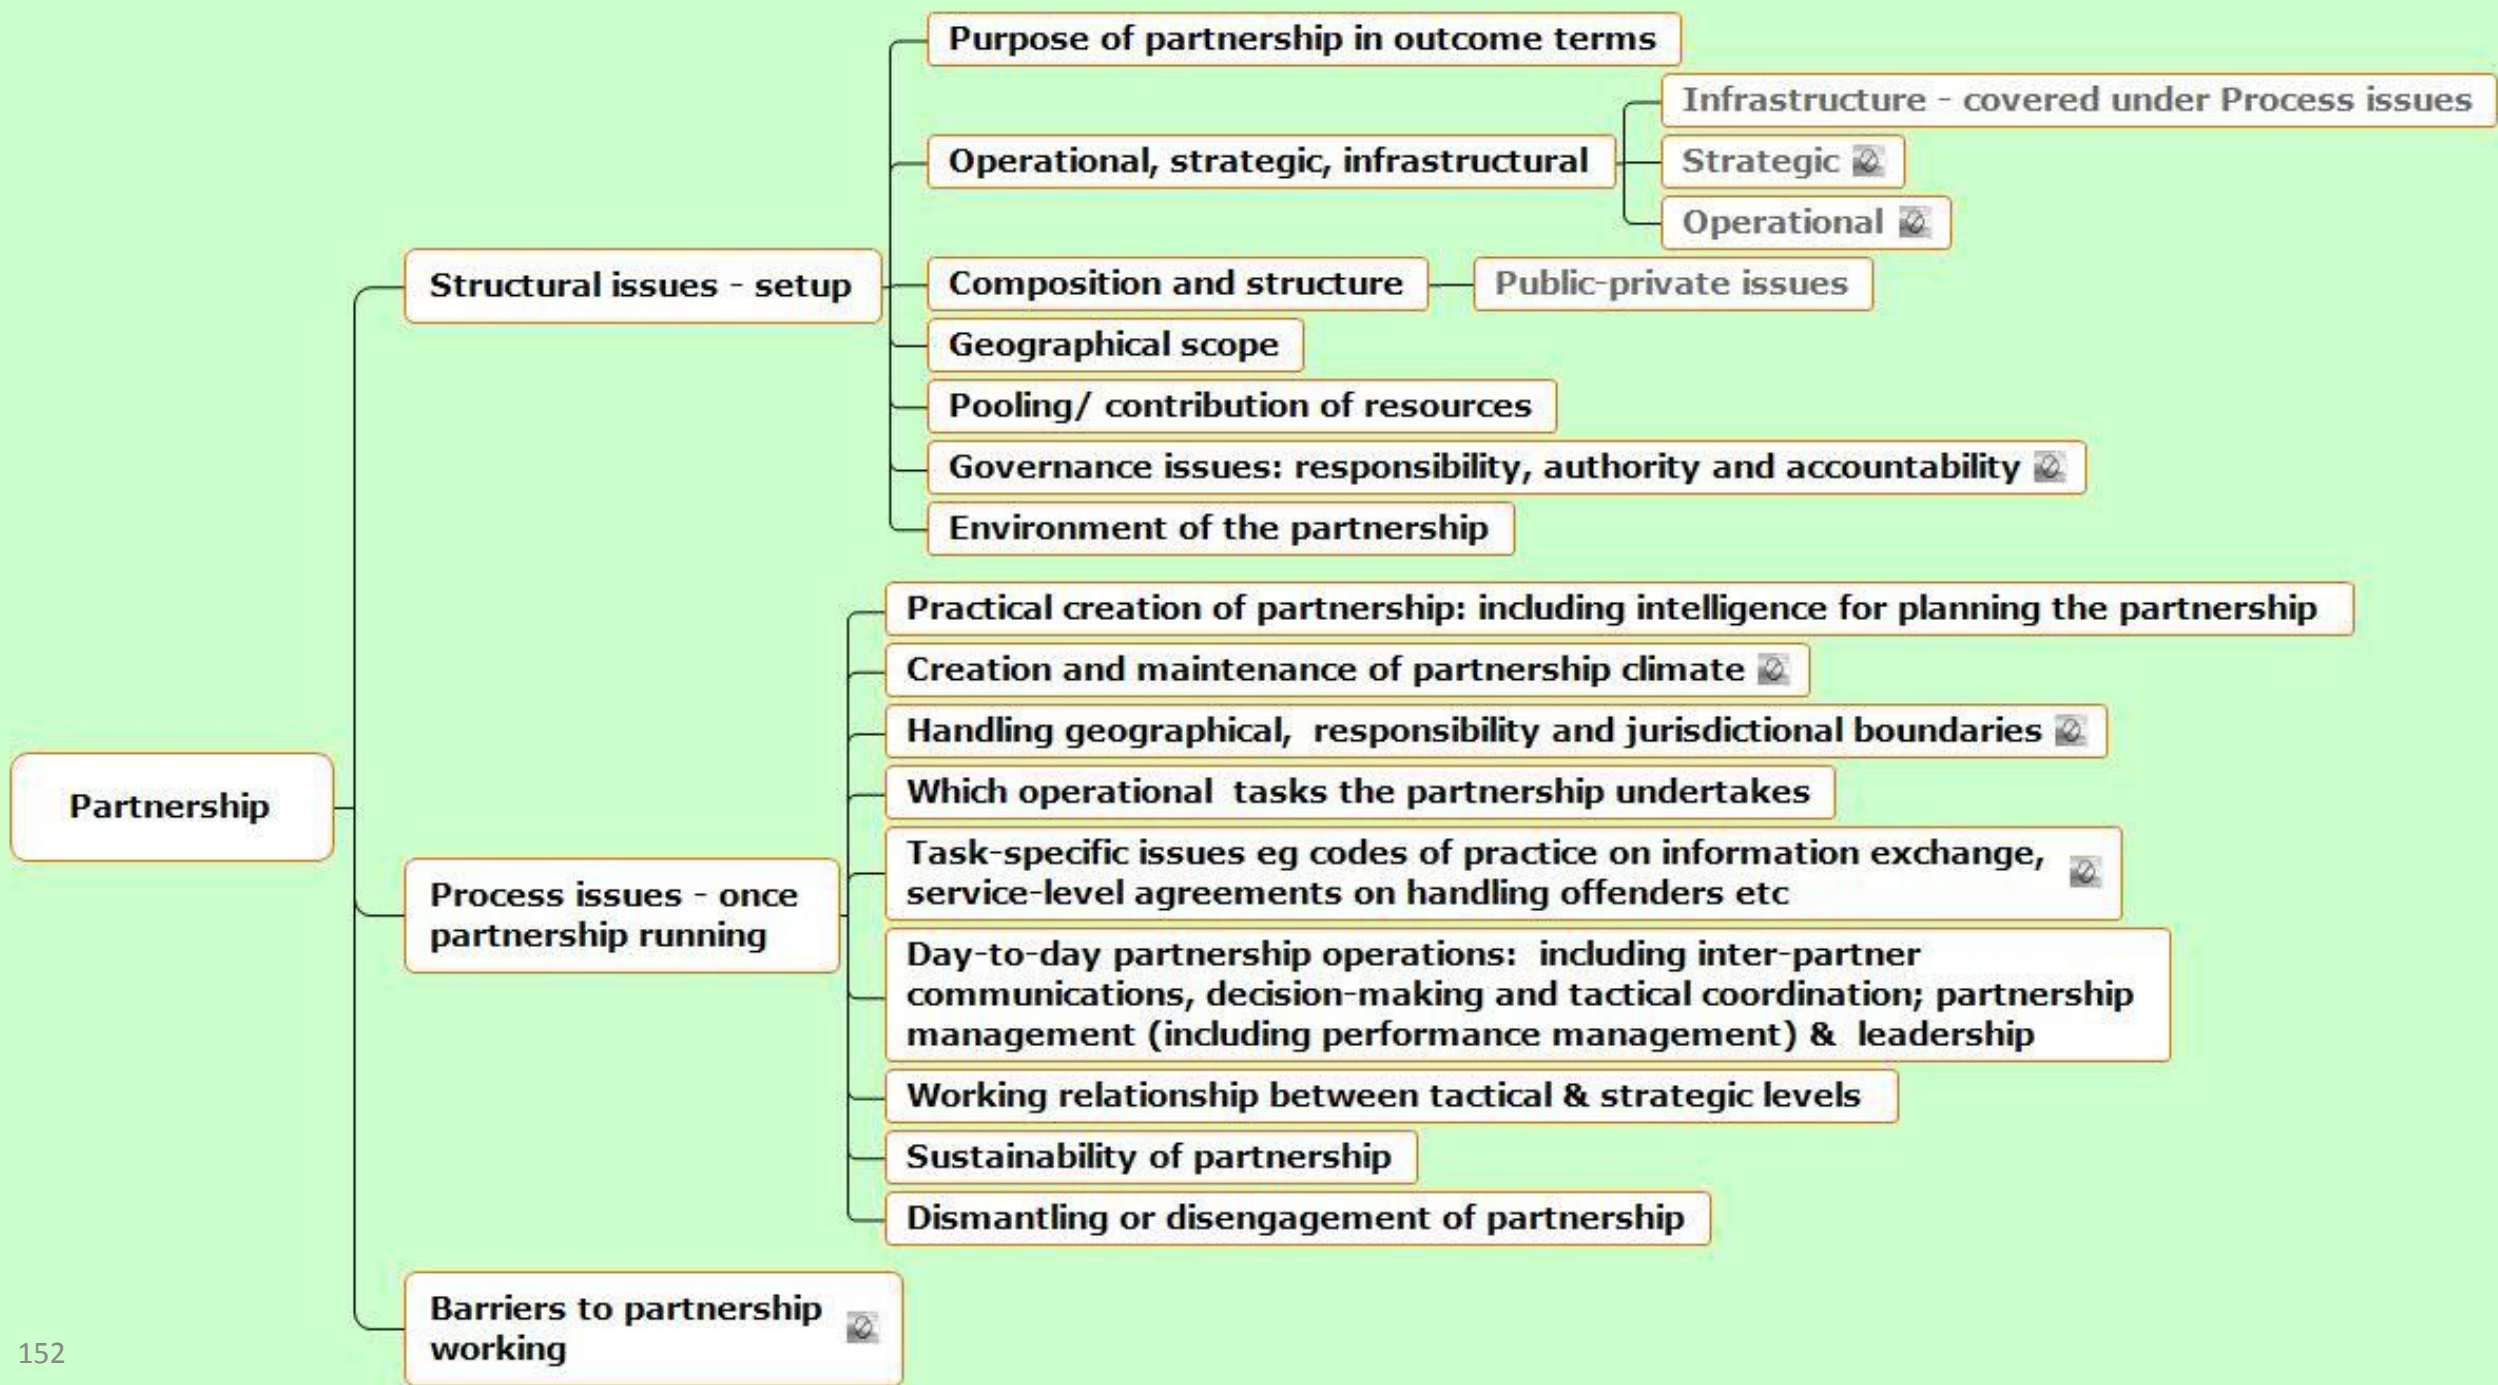 Partnership
Structural issues - setup
Purpose of partnership in outcome terms
Operational, strategic, infrastructural
Infrastructure - covered under Process issues
Strategic
Operational
Composition and structure
Public-private issues
Geographical scope
Pooling/ contribution of resources
Governance issues: responsibility, authority and accountability
Environment of the partnership
Process issues - once
partnership running
Practical creation of partnership: including intelligence for planning the partnership
Creation and maintenance of partnership climate
Handling geographical,  responsibility and jurisdictional boundaries
Which operational  tasks the partnership undertakes
Task-specific issues eg codes of practice on information exchange,
service-level agreements on handling offenders etc
Day-to-day partnership operations:  including inter-partner
communications, decision-making and tactical coordination; partnership
management (including performance management) &  leadership
Working relationship between tactical & strategic levels
Sustainability of partnership
Dismantling or disengagement of partnership
Barriers to partnership
working
152